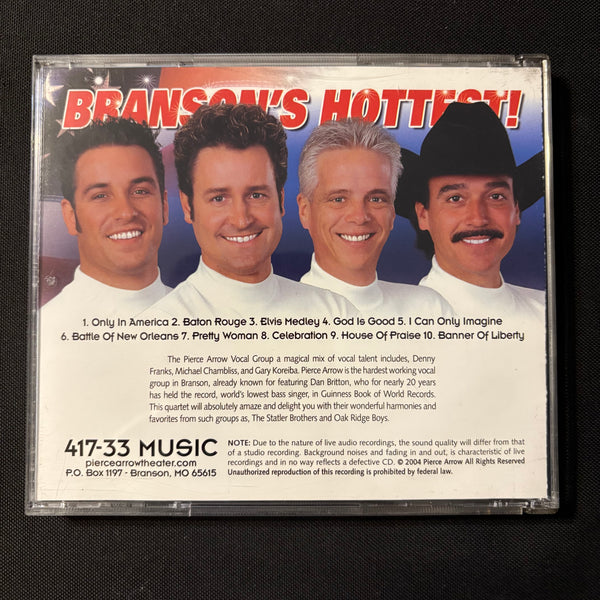 BRANSON'S HOTTEST!
1. Only In America 2. Baton Rouge 3. Elvis Medley 4. God Is Good 5. I Can Only Imagine
6. Battle Of New Orleans 7. Pretty Woman 8. Celebration 9. House Of Praise 10. Banner Of Liberty
The Pierce Arrow Vocal Group a magical mix of vocal talent includes, Denny
Franks, Michael Chambliss, and Gary Koreiba. Pierce Arrow is the hardest working vocal
group in Branson, already known for featuring Dan Britton, who for nearly 20 years
has held the record, world's lowest bass singer, in Guinness Book of World Records.
This quartet will absolutely amaze and delight you with their wonderful harmonies and
favorites from such groups as, The Statler Brothers and Oak Ridge Boys.
417-33 MUSIC
piercearrowtheater.com
P.O. Box 1197 - Branson, MO 65615
NOTE: Due to the nature of live audio recordings, the sound quality will differ from that
of a studio recording. Background noises and fading in and out, is characteristic of live
recordings and in no way reflects a defective CD. © 2004 Pierce Arrow All Rights Reserved
Unauthorized reproduction of this recording is prohibited by federal law.